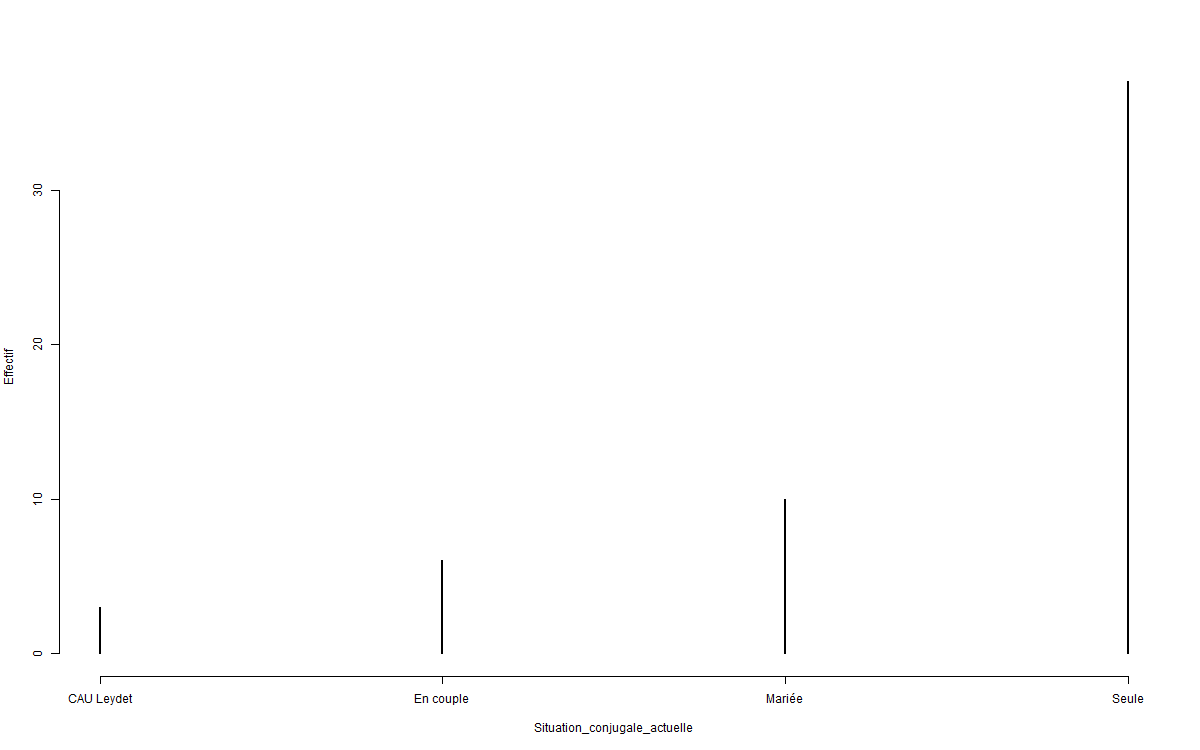 30
20
10
0
Effectif
CAU Leydet
En couple
Mariée
Seule
Situation_conjugale_actuelle